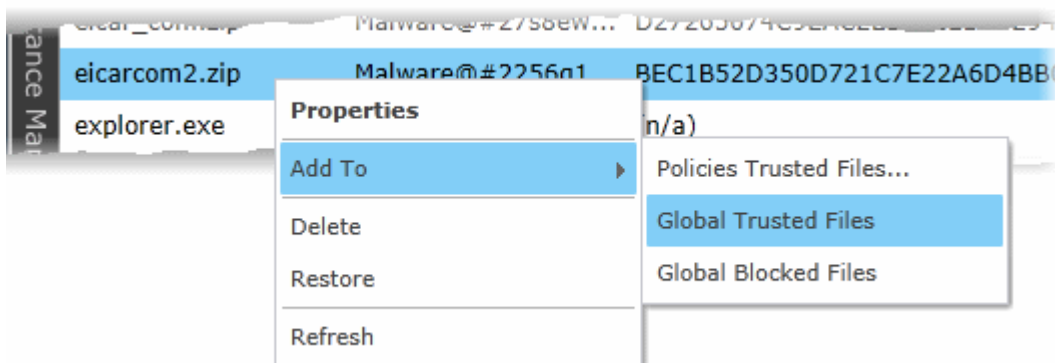 eicarcom2.zip Malware@#2256q1 BEC1B52D350D721C7E22A6D4BB
explorer.exe n/a)
Properties
Add To
Policies Trusted Files...
Delete
Global Trusted Files
Restore
Global Blocked Files
Refresh